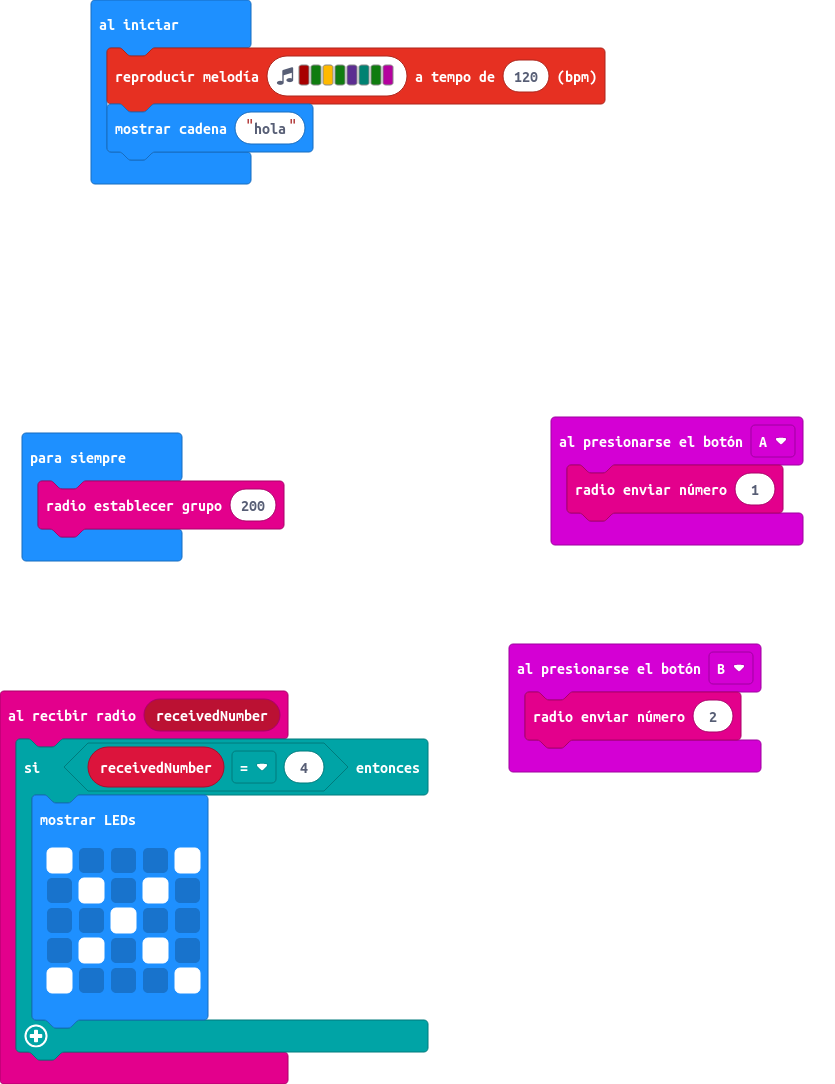 al iniciar
reproducir melodía a tempo de 120 (bpm)
mostrar cadena "hola"
para siempre
radio establecer grupo 200
al presionarse el botón A
radio enviar número 1
al presionarse el botón B
radio enviar número 2
al recibir radio receivedNumber
si receivedNumber = 4 entonces
mostrar LEDs